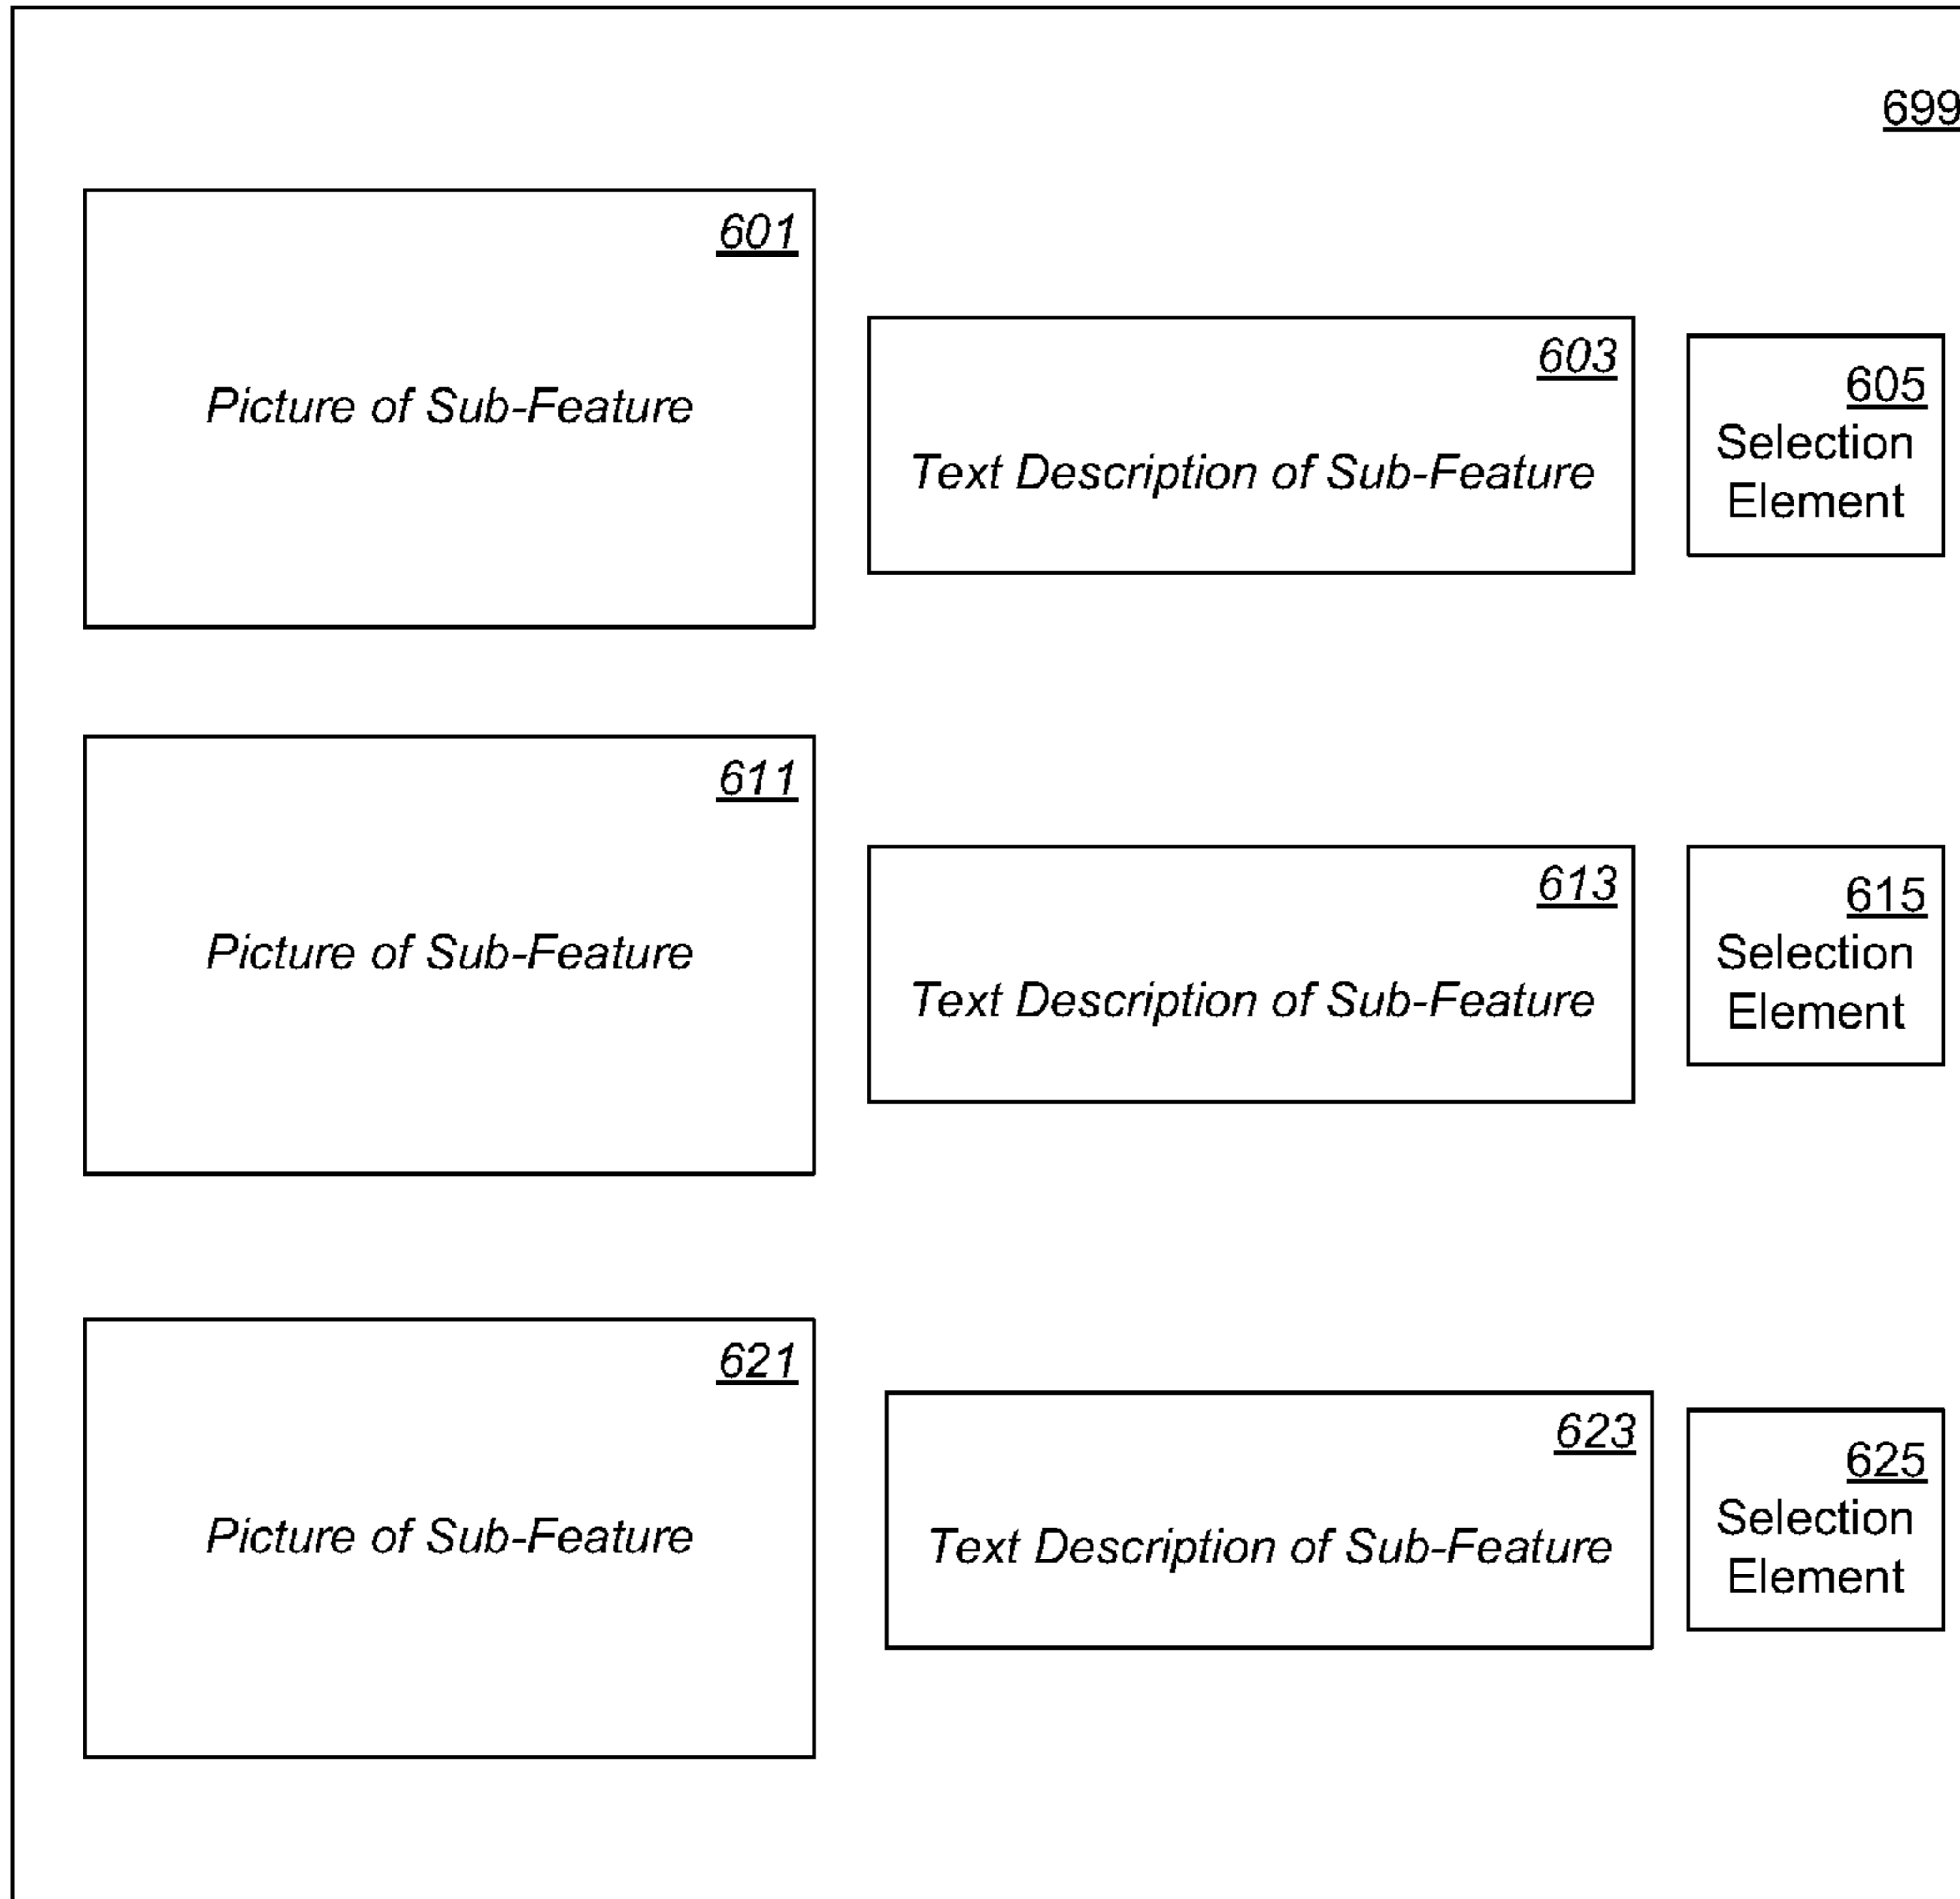 699
601
Picture of Sub-Feature
603
Text Description of Sub-Feature
605
Selection
Element
611
Picture of Sub-Feature
613
Text Description of Sub-Feature
615
Selection
Element
621
Picture of Sub-Feature
623
Text Description of Sub-Feature
625
Selection
Element